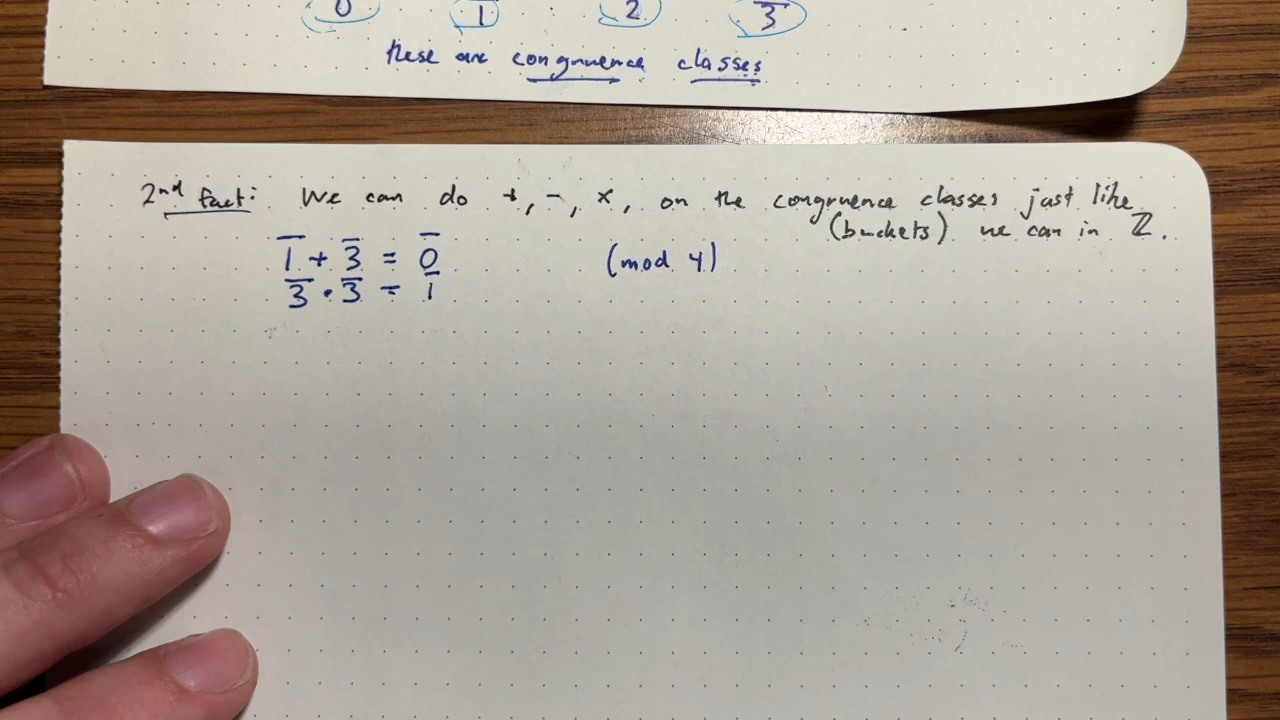 0 1 2 3
these are congruence classes
2nd fact: We can do +, -, ×, on the congruence classes just like
(buckets) we can in ℤ.
1̅ + 3̅ = 0̅ (mod 4)
3̅ · 3̅ = 1̅